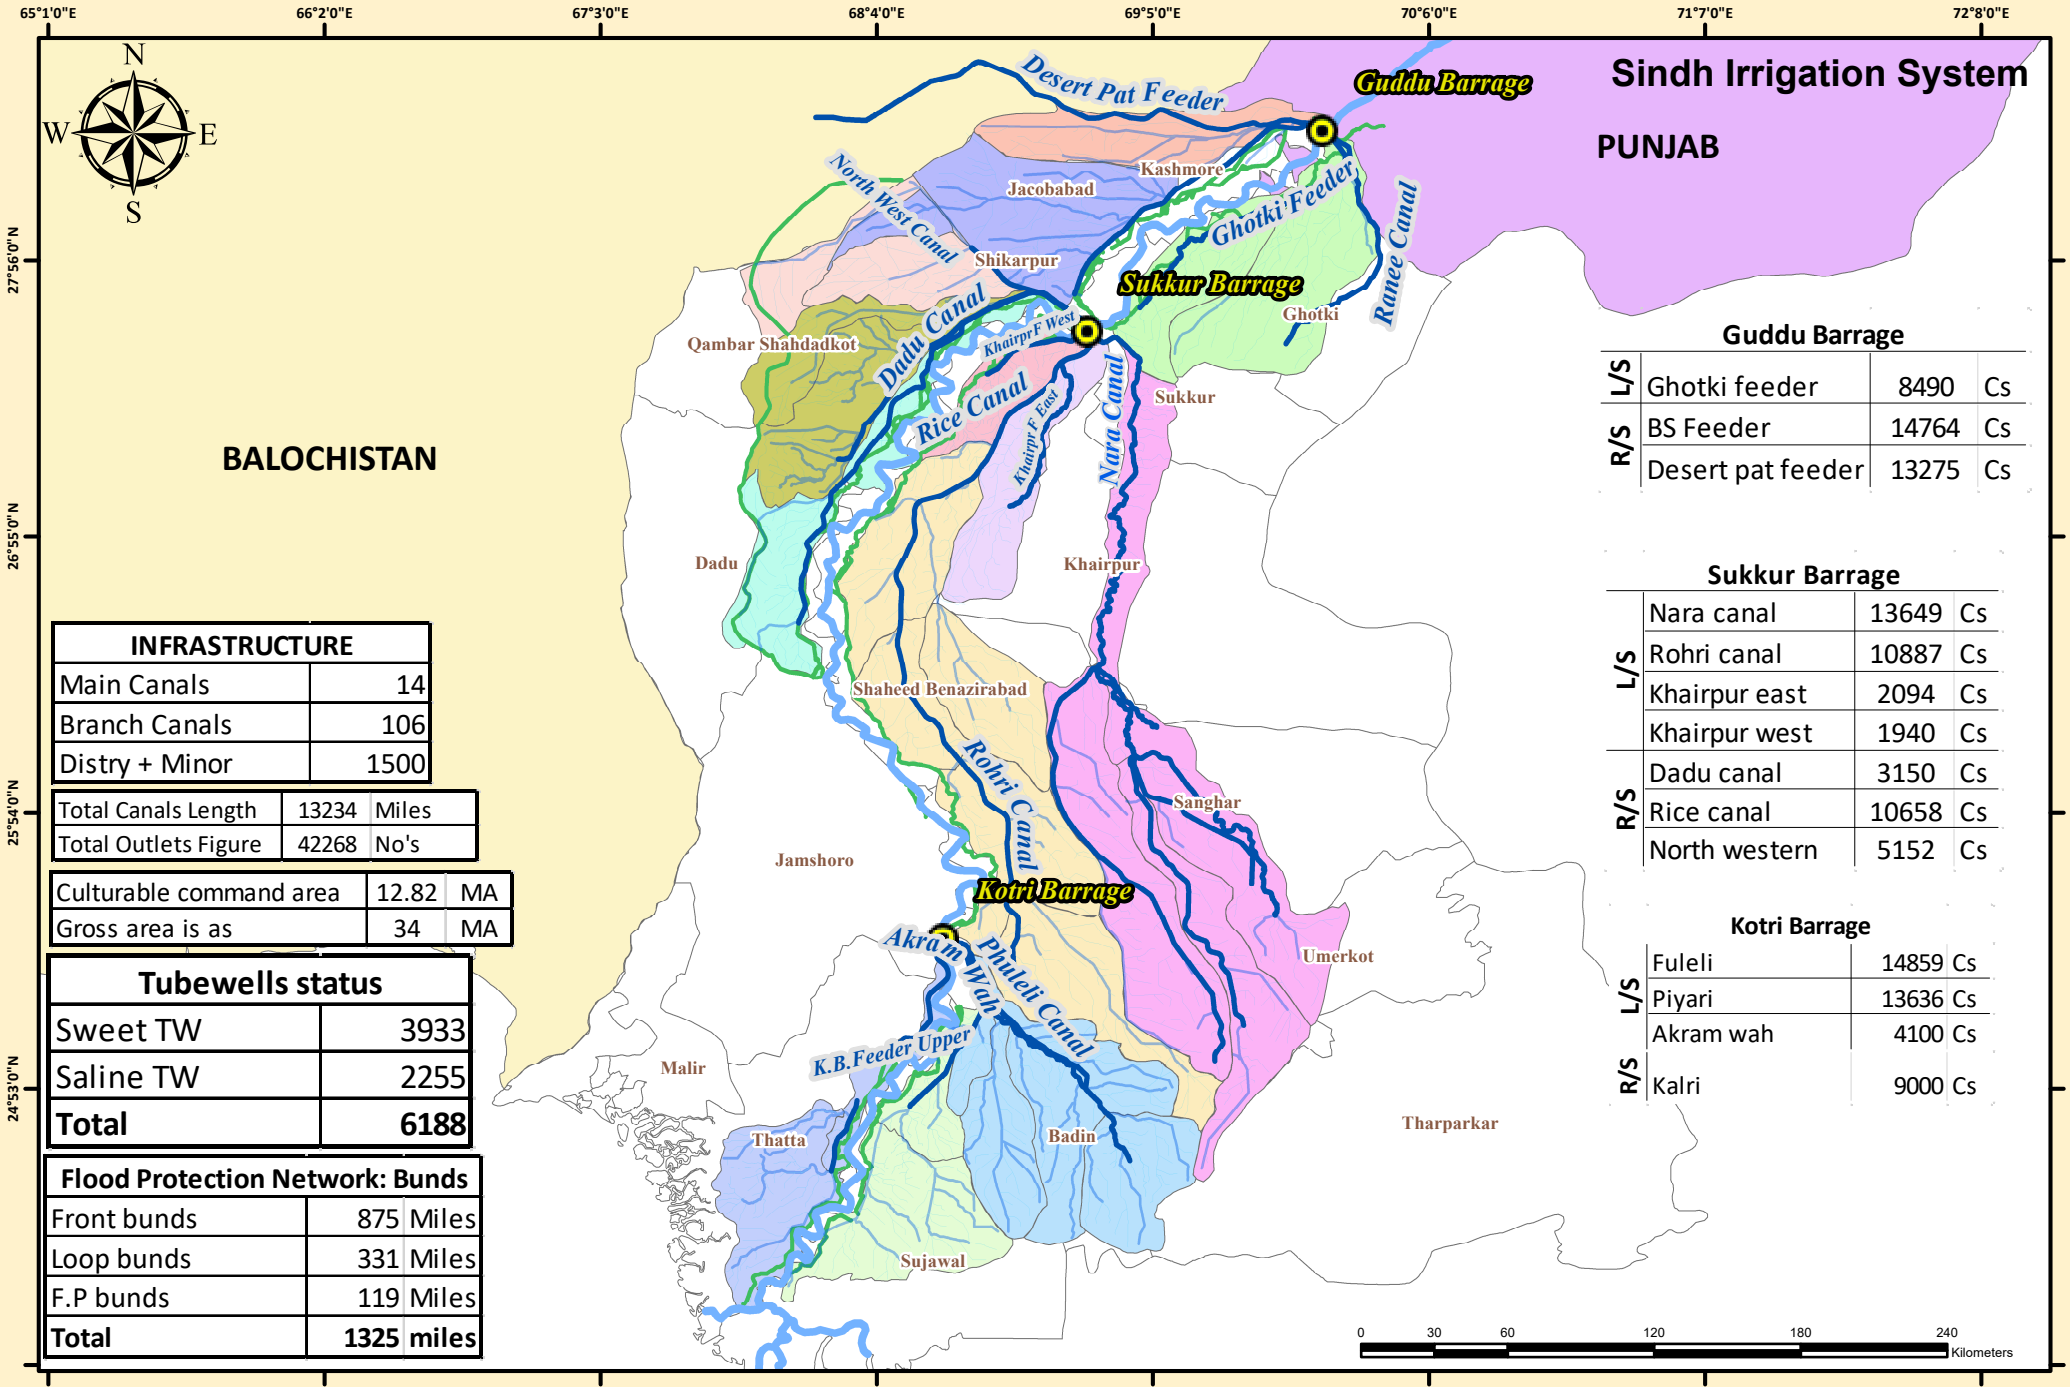 65°1'0"E 66°2'0"E 67°3'0"E 68°4'0"E 69°5'0"E 70°6'0"E 71°7'0"E 72°8'0"E
N
W E
S
Sindh Irrigation System
PUNJAB
BALOCHISTAN
27°56'0"N
26°55'0"N
25°54'0"N
24°53'0"N
Desert Pat Feeder
Guddu Barrage
North West Canal
Kashmore
Jacobabad
Ghotki Feeder
Ranee Canal
Shikarpur
Sukkur Barrage
Ghotki
Qambar Shahdadkot
Dadu Canal
Khairpr F West
Rice Canal
Khairpr F East
Nara Canal
Sukkur
Dadu
Khairpur
Shaheed Benazirabad
Rohri Canal
Sanghar
Jamshoro
Kotri Barrage
Akram Wah
Phuleli Canal
Umerkot
K.B.Feeder Upper
Malir
Thatta
Badin
Tharparkar
Sujawal
INFRASTRUCTURE
Main Canals 14
Branch Canals 106
Distry + Minor 1500
Total Canals Length 13234 Miles
Total Outlets Figure 42268 No's
Culturable command area 12.82 MA
Gross area is as 34 MA
Tubewells status
Sweet TW 3933
Saline TW 2255
Total 6188
Flood Protection Network: Bunds
Front bunds 875 Miles
Loop bunds 331 Miles
F.P bunds 119 Miles
Total 1325 miles
Guddu Barrage
L/S
Ghotki feeder 8490 Cs
R/S
BS Feeder 14764 Cs
Desert pat feeder 13275 Cs
Sukkur Barrage
L/S
Nara canal 13649 Cs
Rohri canal 10887 Cs
Khairpur east 2094 Cs
Khairpur west 1940 Cs
R/S
Dadu canal 3150 Cs
Rice canal 10658 Cs
North western 5152 Cs
Kotri Barrage
L/S
Fuleli 14859 Cs
Piyari 13636 Cs
Akram wah 4100 Cs
R/S
Kalri 9000 Cs
0 30 60 120 180 240
Kilometers